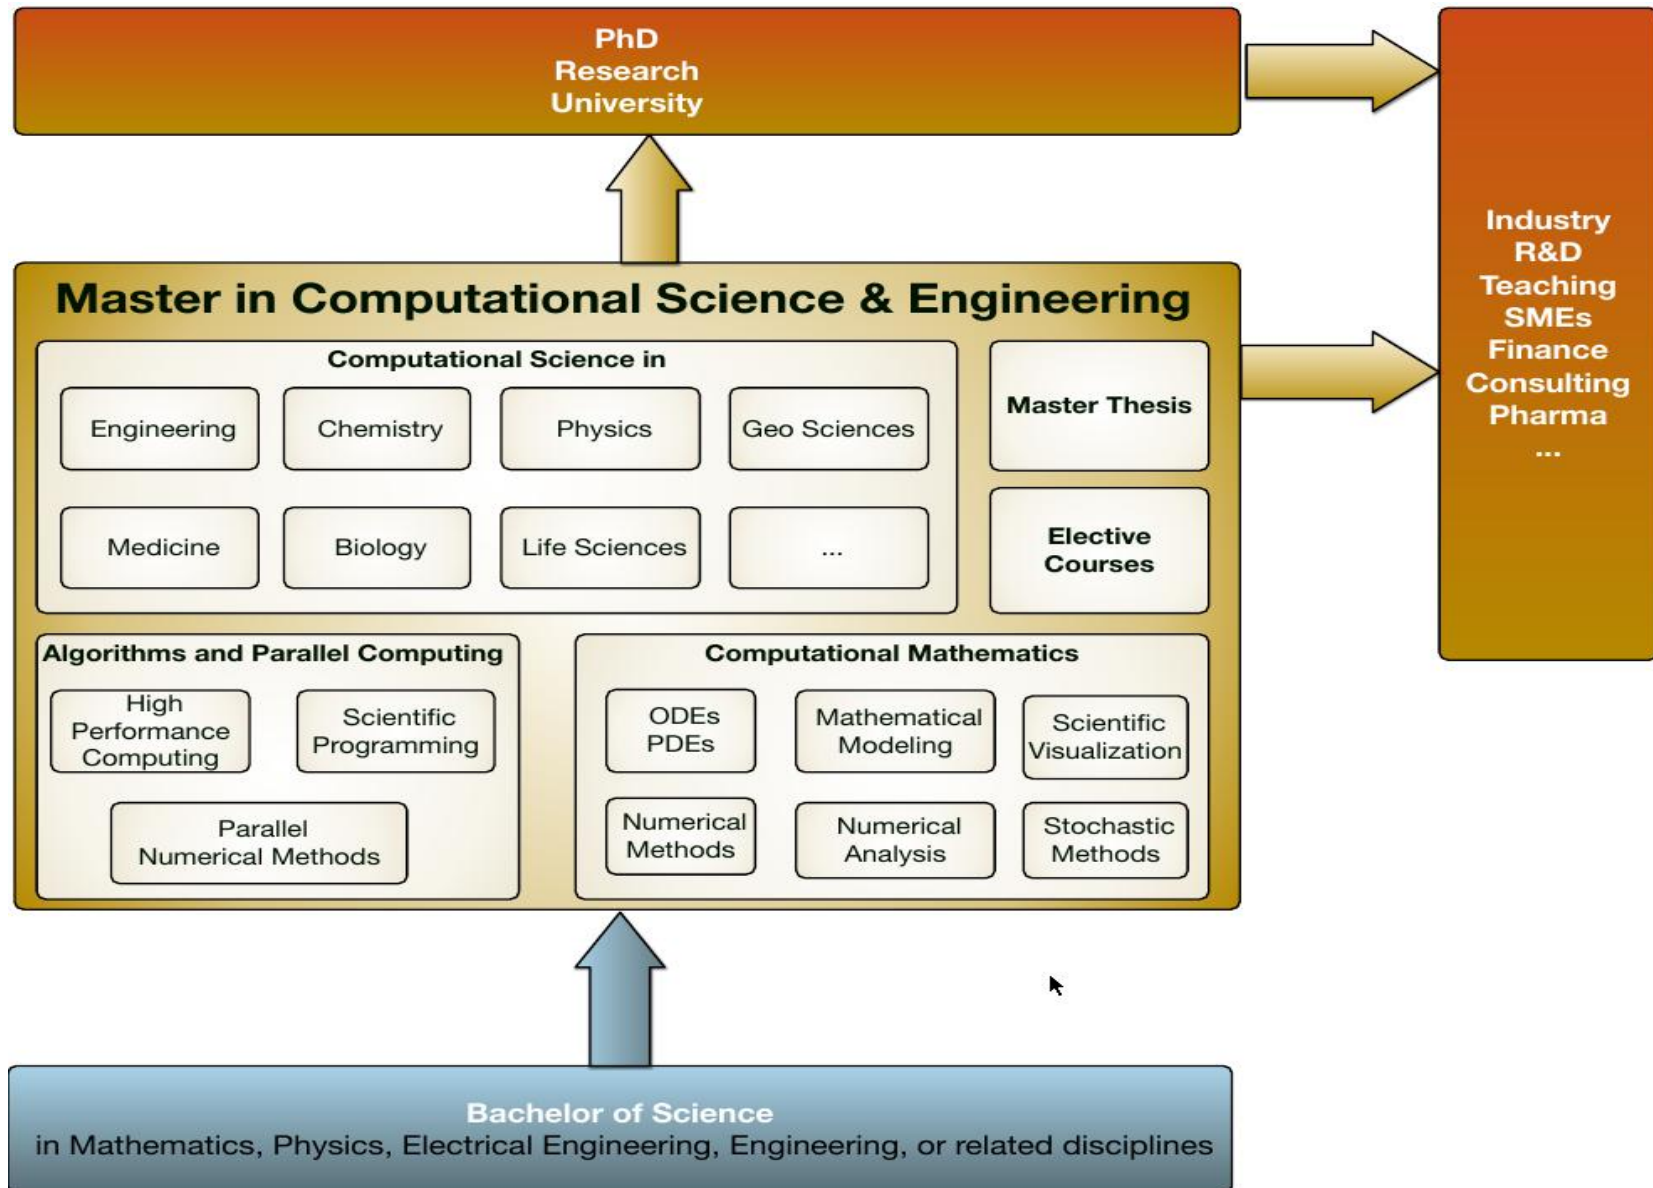 PhD
Research
University
Industry
R&D
Teaching
SMEs
Finance
Consulting
Pharma
...
Master in Computational Science & Engineering
Computational Science in
Engineering
Chemistry
Physics
Geo Sciences
Medicine
Biology
Life Sciences
...
Master Thesis
Elective
Courses
Algorithms and Parallel Computing
High
Performance
Computing
Scientific
Programming
Parallel
Numerical Methods
Computational Mathematics
ODEs
PDEs
Mathematical
Modeling
Scientific
Visualization
Numerical
Methods
Numerical
Analysis
Stochastic
Methods
Bachelor of Science
in Mathematics, Physics, Electrical Engineering, Engineering, or related disciplines